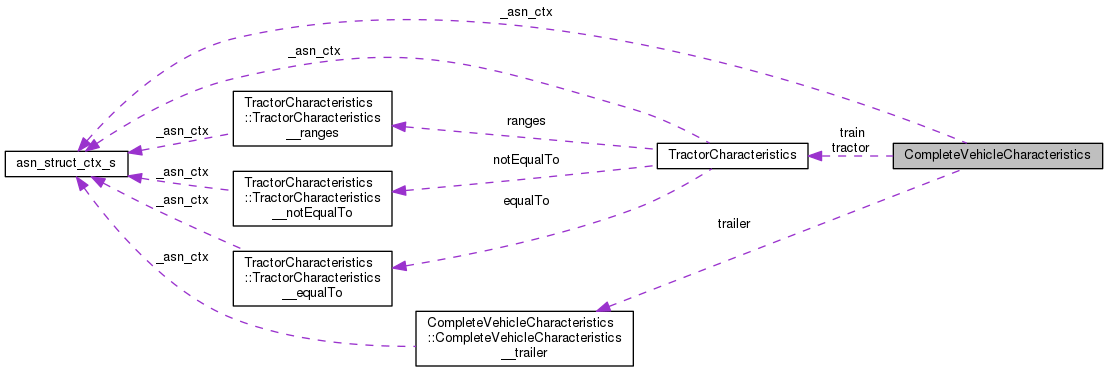 _asn_ctx
_asn_ctx
TractorCharacteristics
::TractorCharacteristics
__ranges
_asn_ctx
ranges
train
tractor
asn_struct_ctx_s
TractorCharacteristics
CompleteVehicleCharacteristics
notEqualTo
_asn_ctx
TractorCharacteristics
::TractorCharacteristics
__notEqualTo
_asn_ctx
equalTo
trailer
_asn_ctx
TractorCharacteristics
::TractorCharacteristics
__equalTo
CompleteVehicleCharacteristics
::CompleteVehicleCharacteristics
__trailer